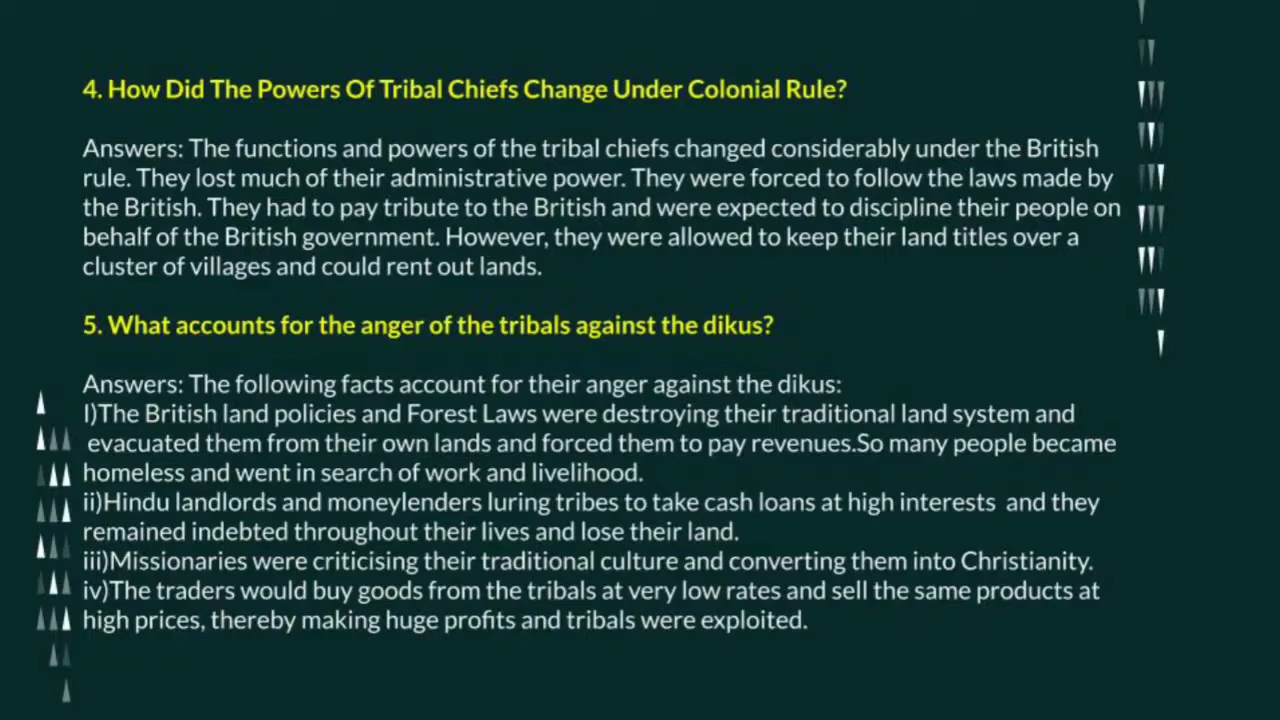 4. How Did The Powers Of Tribal Chiefs Change Under Colonial Rule?
Answers: The functions and powers of the tribal chiefs changed considerably under the British
rule. They lost much of their administrative power. They were forced to follow the laws made by
the British. They had to pay tribute to the British and were expected to discipline their people on
behalf of the British government. However, they were allowed to keep their land titles over a
cluster of villages and could rent out lands.
5. What accounts for the anger of the tribals against the dikus?
Answers: The following facts account for their anger against the dikus:
I)The British land policies and Forest Laws were destroying their traditional land system and
evacuated them from their own lands and forced them to pay revenues.So many people became
homeless and went in search of work and livelihood.
ii)Hindu landlords and moneylenders luring tribes to take cash loans at high interests and they
remained indebted throughout their lives and lose their land.
iii)Missionaries were criticising their traditional culture and converting them into Christianity.
iv)The traders would buy goods from the tribals at very low rates and sell the same products at
high prices, thereby making huge profits and tribals were exploited.